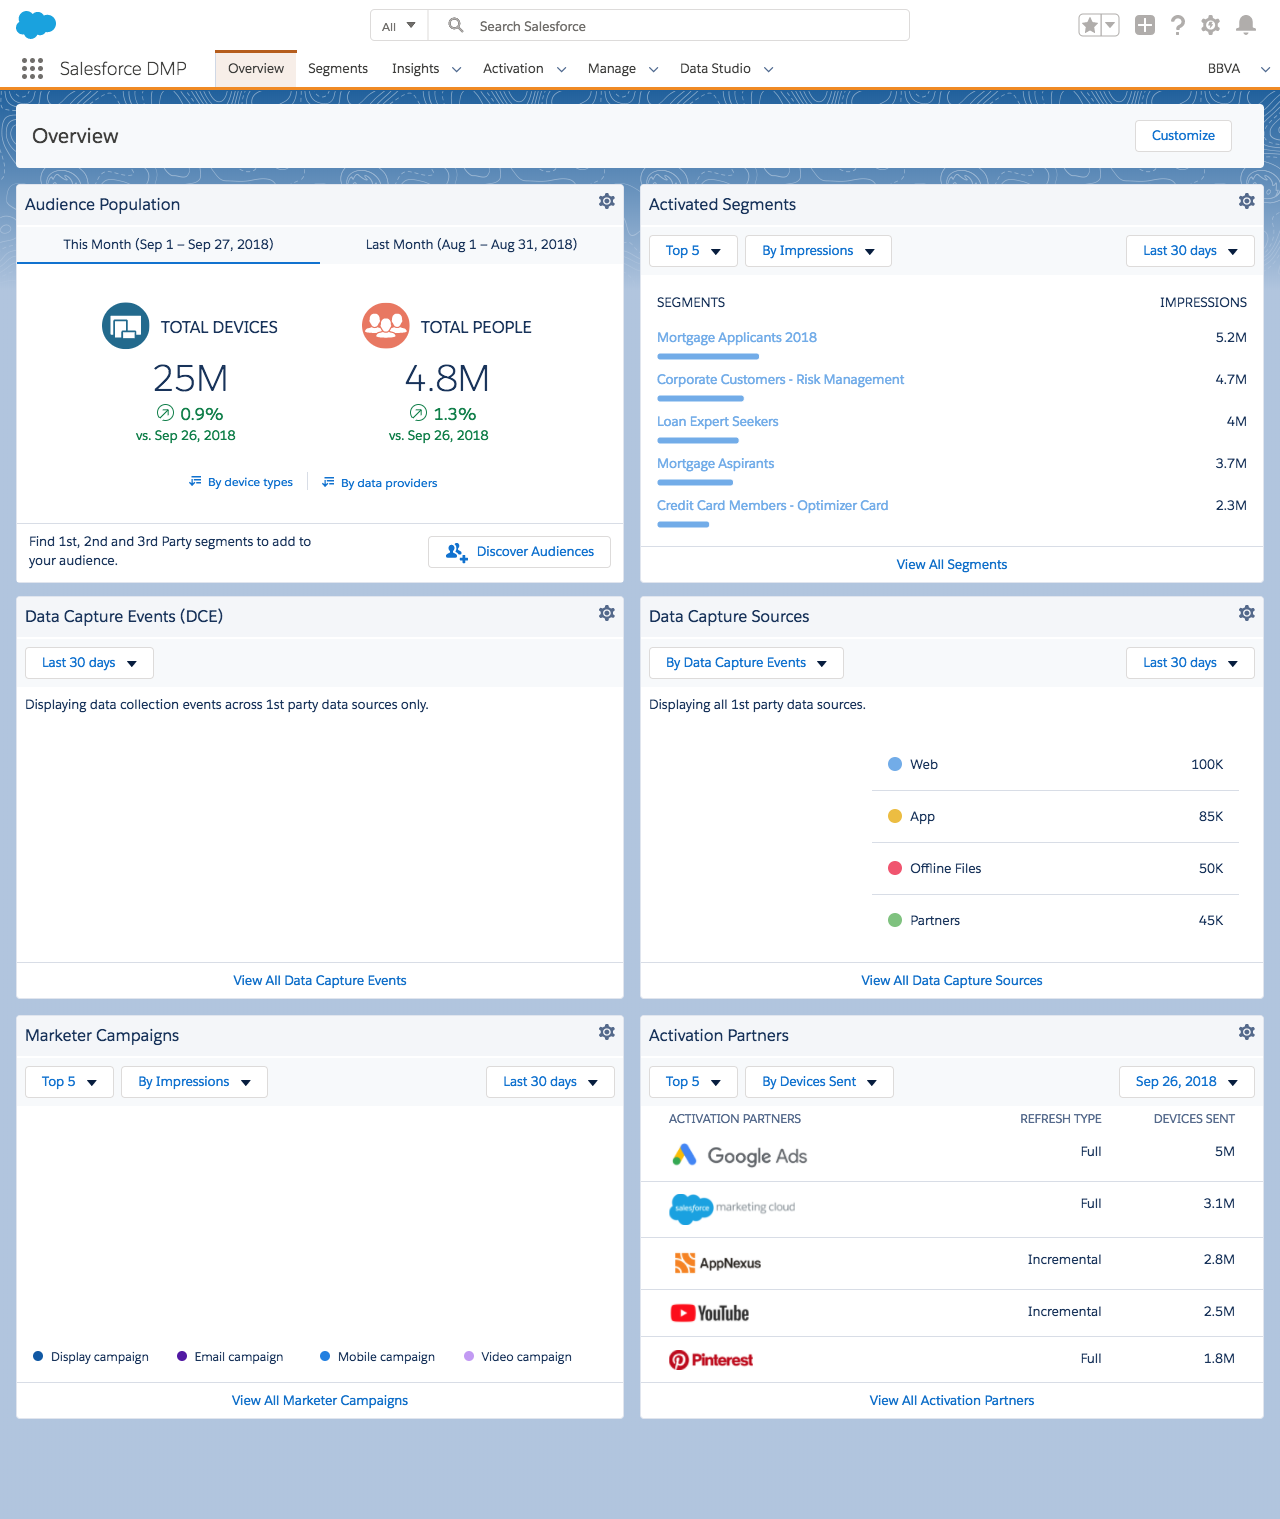 All
Search Salesforce
Salesforce DMP
Overview
Segments
Insights
Activation
Manage
Data Studio
BBVA
Overview
Customize
Audience Population
This Month (Sep 1 – Sep 27, 2018)
Last Month (Aug 1 – Aug 31, 2018)
TOTAL DEVICES
TOTAL PEOPLE
25M
4.8M
0.9%
1.3%
vs. Sep 26, 2018
vs. Sep 26, 2018
By device types
By data providers
Find 1st, 2nd and 3rd Party segments to add to
your audience.
Discover Audiences
Activated Segments
Top 5
By Impressions
Last 30 days
SEGMENTS
IMPRESSIONS
Mortgage Applicants 2018
5.2M
Corporate Customers - Risk Management
4.7M
Loan Expert Seekers
4M
Mortgage Aspirants
3.7M
Credit Card Members - Optimizer Card
2.3M
View All Segments
Data Capture Events (DCE)
Last 30 days
Displaying data collection events across 1st party data sources only.
View All Data Capture Events
Data Capture Sources
By Data Capture Events
Last 30 days
Displaying all 1st party data sources.
Web
100K
App
85K
Offline Files
50K
Partners
45K
View All Data Capture Sources
Marketer Campaigns
Top 5
By Impressions
Last 30 days
Display campaign
Email campaign
Mobile campaign
Video campaign
View All Marketer Campaigns
Activation Partners
Top 5
By Devices Sent
Sep 26, 2018
ACTIVATION PARTNERS
REFRESH TYPE
DEVICES SENT
Google Ads
Full
5M
salesforce marketing cloud
Full
3.1M
AppNexus
Incremental
2.8M
YouTube
Incremental
2.5M
Pinterest
Full
1.8M
View All Activation Partners